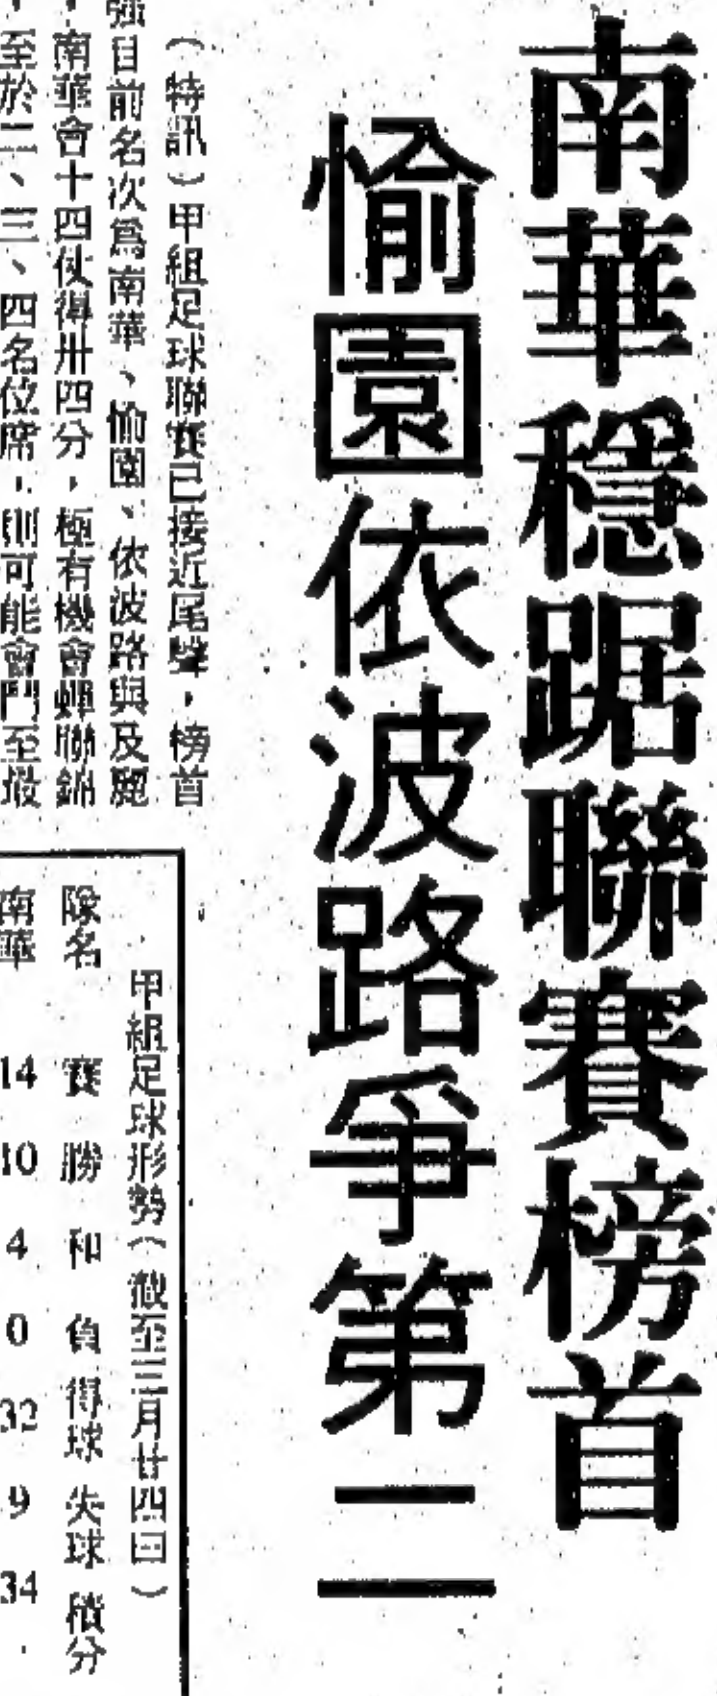 南華穩踞聯賽榜首
愉園依波路爭第二
（特訊）甲組足球聯賽已接近尾聲，榜首
強目前名次爲南華、愉園、依波路與及麗
，南華會十四仗得卅四分，極有機會蟬聯錦
，至於二、三、四名位席，則可能會鬥至最
甲組足球形勢（截至三月廿四日）
隊名 賽 勝 和 負 得球 失球 積分
南華 14 10 4 0 32 9 34